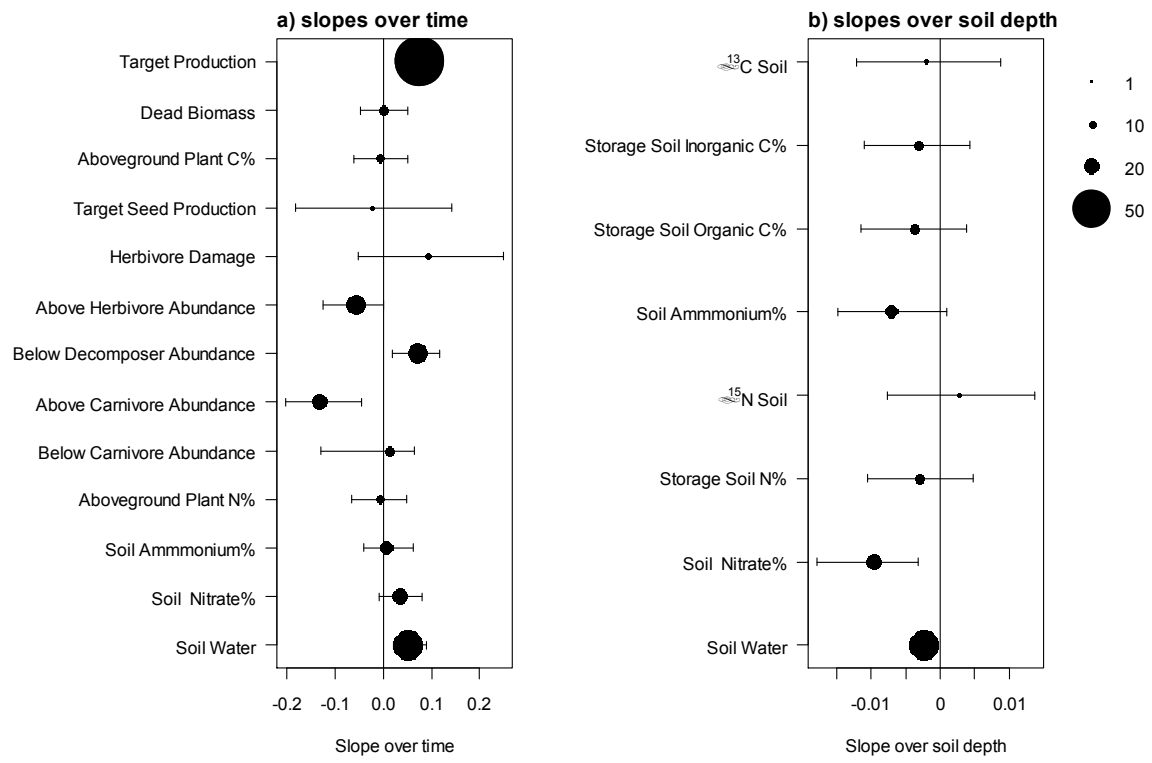 a) slopes over time
Target Production
Dead Biomass
Aboveground Plant C%
Target Seed Production
Herbivore Damage
Above Herbivore Abundance
Below Decomposer Abundance
Above Carnivore Abundance
Below Carnivore Abundance
Aboveground Plant N%
Soil Ammmonium%
Soil Nitrate%
Soil Water
-0.2 -0.1 0.0 0.1 0.2
Slope over time
b) slopes over soil depth
13C Soil
Storage Soil Inorganic C%
Storage Soil Organic C%
Soil Ammmonium%
15N Soil
Storage Soil N%
Soil Nitrate%
Soil Water
-0.01 0 0.01
Slope over soil depth
1
10
20
50